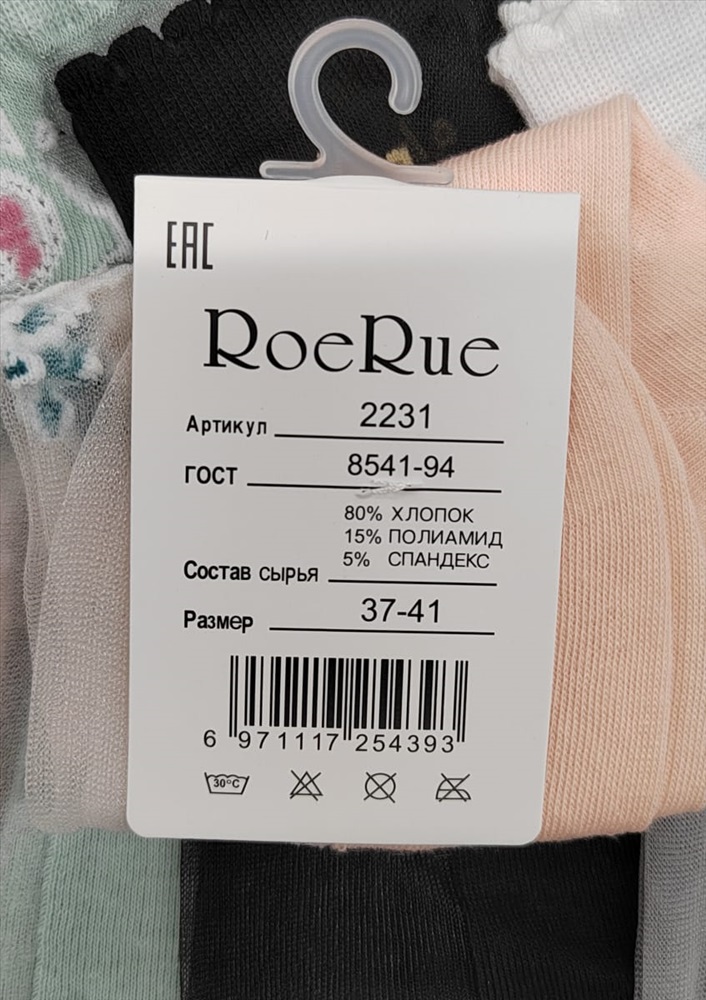 EAC
RoeRue
Артикул 2231
ГОСТ 8541-94
80% ХЛОПОК
15% ПОЛИАМИД
5% СПАНДЕКС
Состав сырья
Размер 37-41
6 971117 254393
30°C